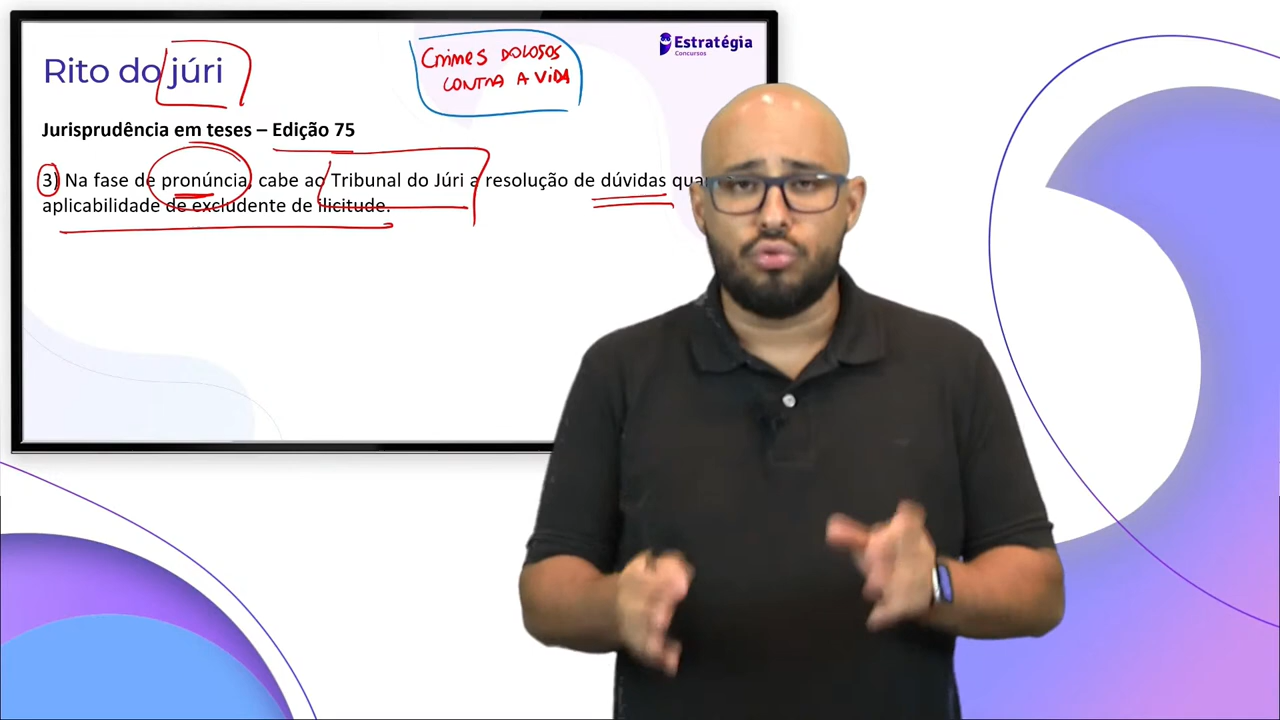 Rito do júri
Crimes DOLOSOS
CONTRA A VIDA
Estratégia
Concursos
Jurisprudência em teses – Edição 75
3) Na fase de pronúncia, cabe ao Tribunal do Júri a resolução de dúvidas
aplicabilidade de excludente de ilicitude.